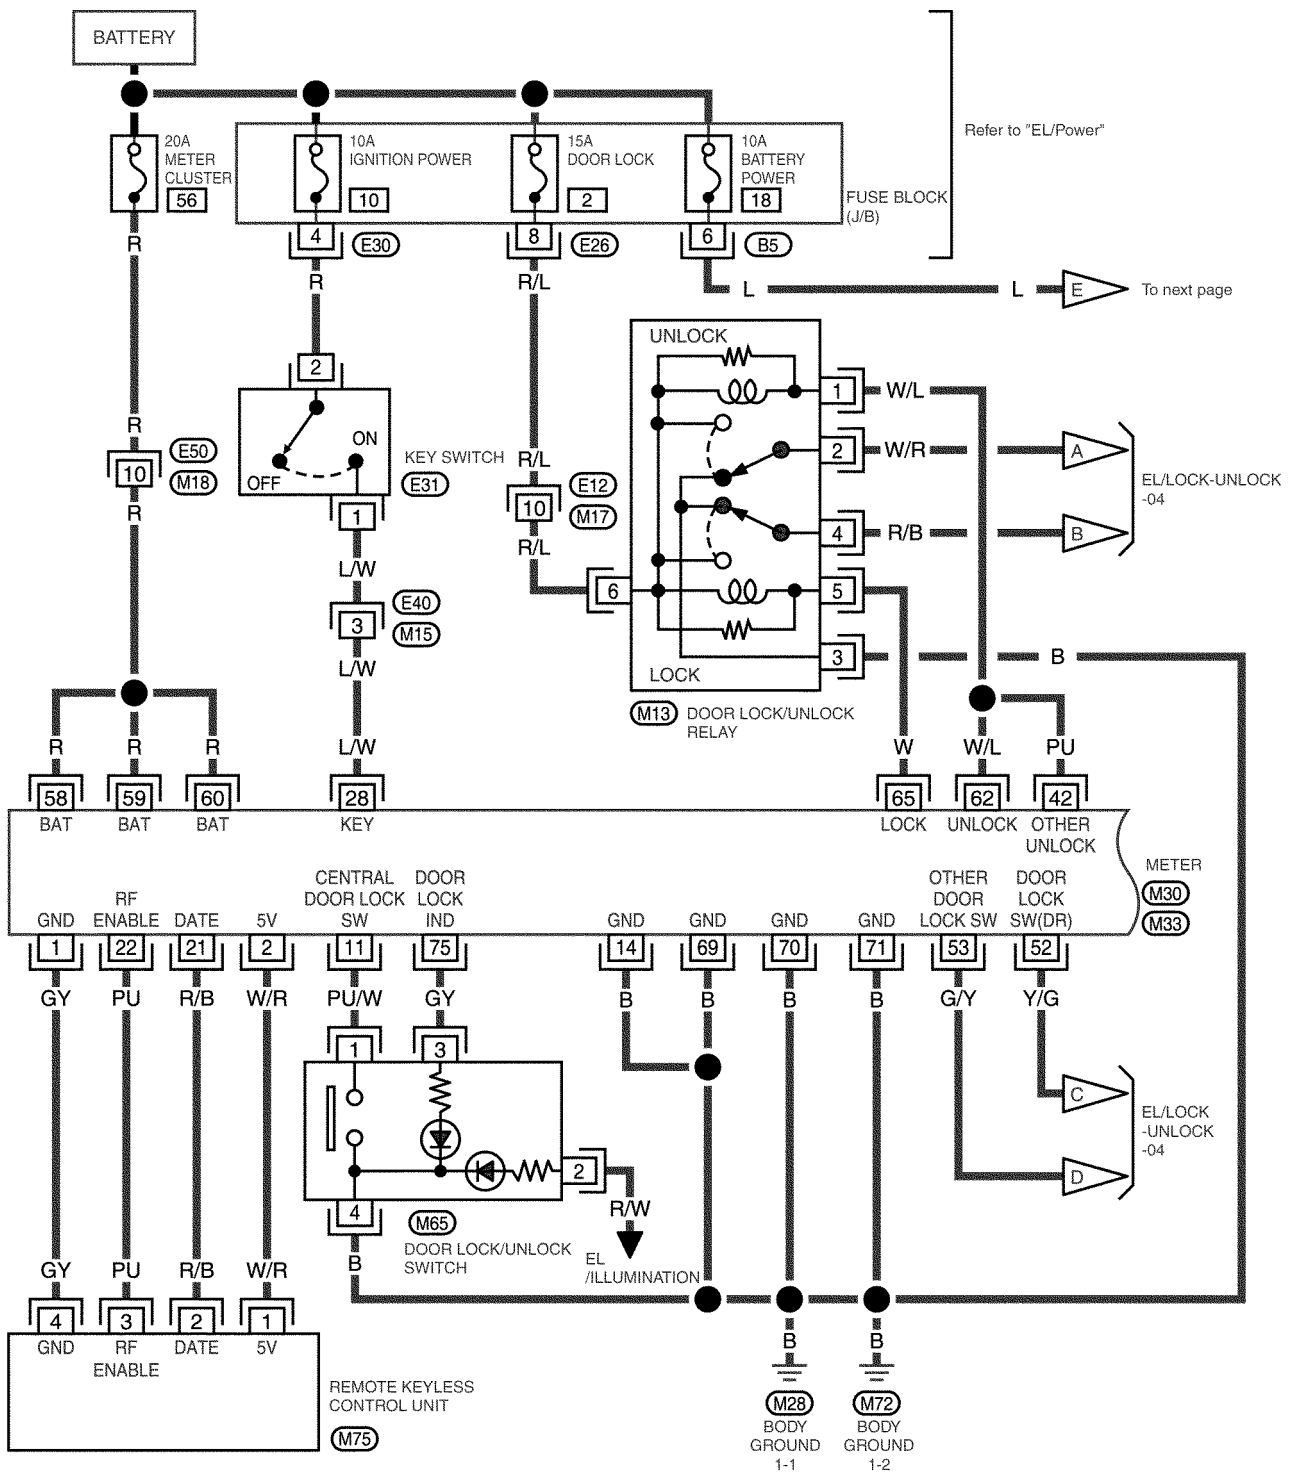 BATTERY
20A
METER
CLUSTER
56
10A
IGNITION POWER
10
15A
DOOR LOCK
2
10A
BATTERY
POWER
18
FUSE BLOCK
(J/B)
Refer to "EL/Power"
4
E30
8
E26
6
B5
R
R
R/L
L
L
E
To next page
UNLOCK
2
1
W/L
ON
OFF
KEY SWITCH
E31
R
10
E50
M18
R
R/L
10
E12
M17
R/L
2
W/R
A
EL/LOCK-UNLOCK
-04
4
R/B
B
1
L/W
3
E40
M15
L/W
6
5
3
B
LOCK
M13
DOOR LOCK/UNLOCK
RELAY
R
R
R
L/W
W
W/L
PU
58
59
60
28
65
62
42
BAT
BAT
BAT
KEY
LOCK
UNLOCK
OTHER
UNLOCK
METER
M30
M33
GND
RF
ENABLE
DATE
5V
CENTRAL
DOOR LOCK
SW
DOOR
LOCK
IND
GND
GND
GND
GND
OTHER
DOOR
LOCK SW
DOOR
LOCK
SW(DR)
1
22
21
2
11
75
14
69
70
71
53
52
GY
PU
R/B
W/R
PU/W
GY
B
B
B
B
G/Y
Y/G
1
3
C
EL/LOCK
-UNLOCK
-04
D
2
R/W
EL
/ILLUMINATION
4
B
M65
DOOR LOCK/UNLOCK
SWITCH
GY
PU
R/B
W/R
4
3
2
1
GND
RF
ENABLE
DATE
5V
REMOTE KEYLESS
CONTROL UNIT
M75
B
B
M28
BODY
GROUND
1-1
M72
BODY
GROUND
1-2